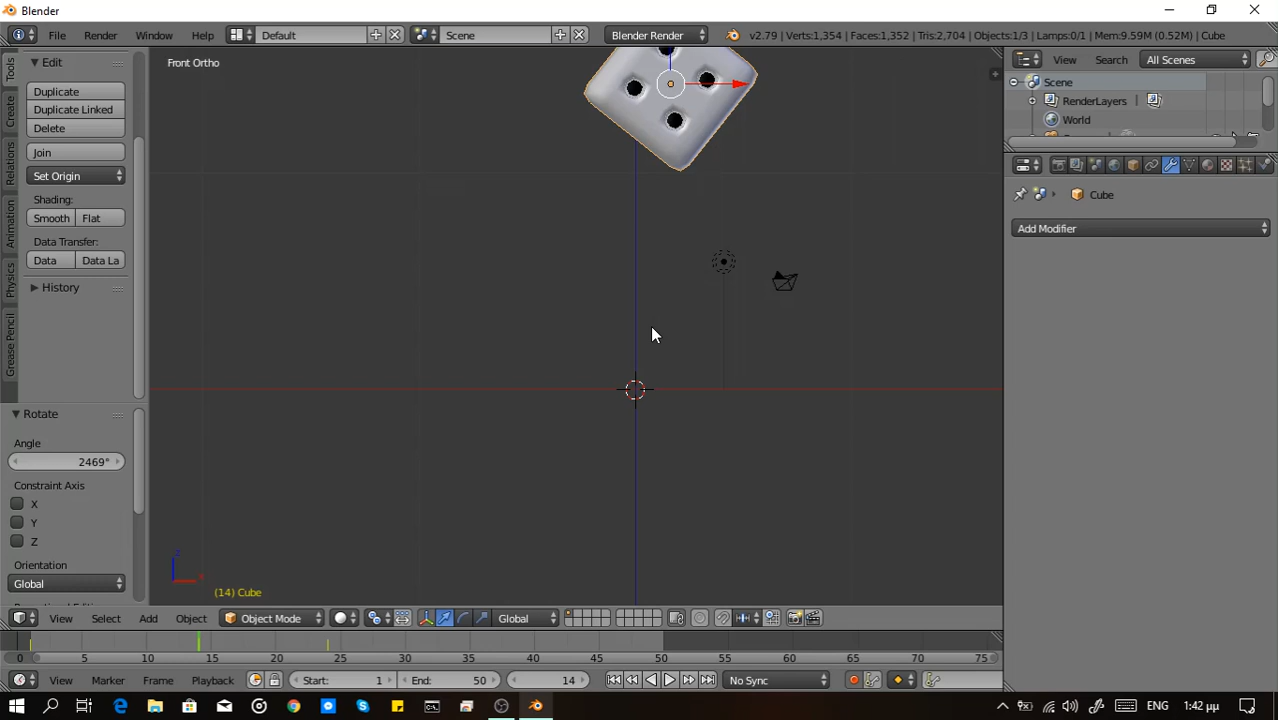 Blender
File Render Window Help Default Scene Blender Render v2.79 | Verts:1,354 | Faces:1,352 | Tris:2,704 | Objects:1/3 | Lamps:0/1 | Mem:9.59M (0.52M) | Cube
Tools
Create
Relations
Animation
Physics
Grease Pencil
Edit
Duplicate
Duplicate Linked
Delete
Join
Set Origin
Shading:
Smooth Flat
Data Transfer:
Data Data La
History
Rotate
Angle
2469°
Constraint Axis
X
Y
Z
Orientation
Global
Front Ortho
z
x
(14) Cube
View Search All Scenes
Scene
RenderLayers
World
Cube
Add Modifier
View Select Add Object Object Mode Global
0 5 10 15 20 25 30 35 40 45 50 55 60 65 70 75
View Marker Frame Playback Start: 1 End: 50 14 No Sync
ENG 1:42 μμ